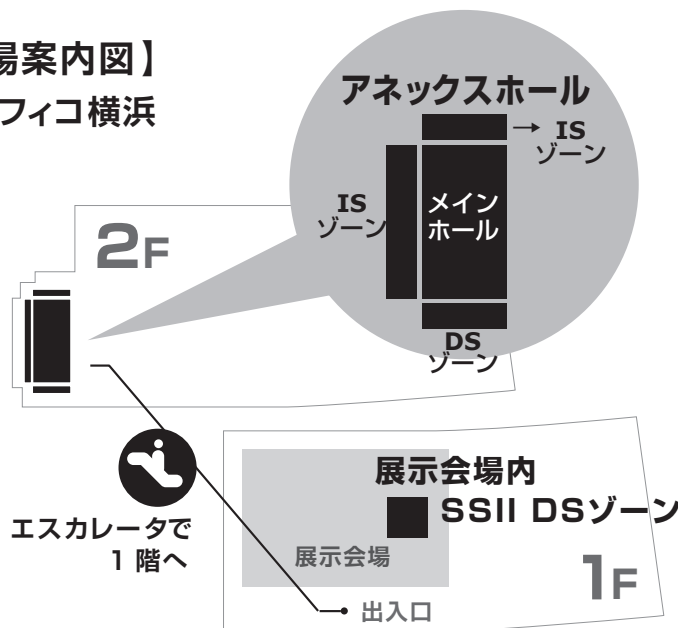 場案内図】
フィコ横浜
アネックスホール
→ IS
ゾーン
IS
ゾーン
メイン
ホール
2F
DS
ゾーン
展示会場内
SSII DSゾーン
エスカレータで
1 階へ
展示会場
1F
出入口